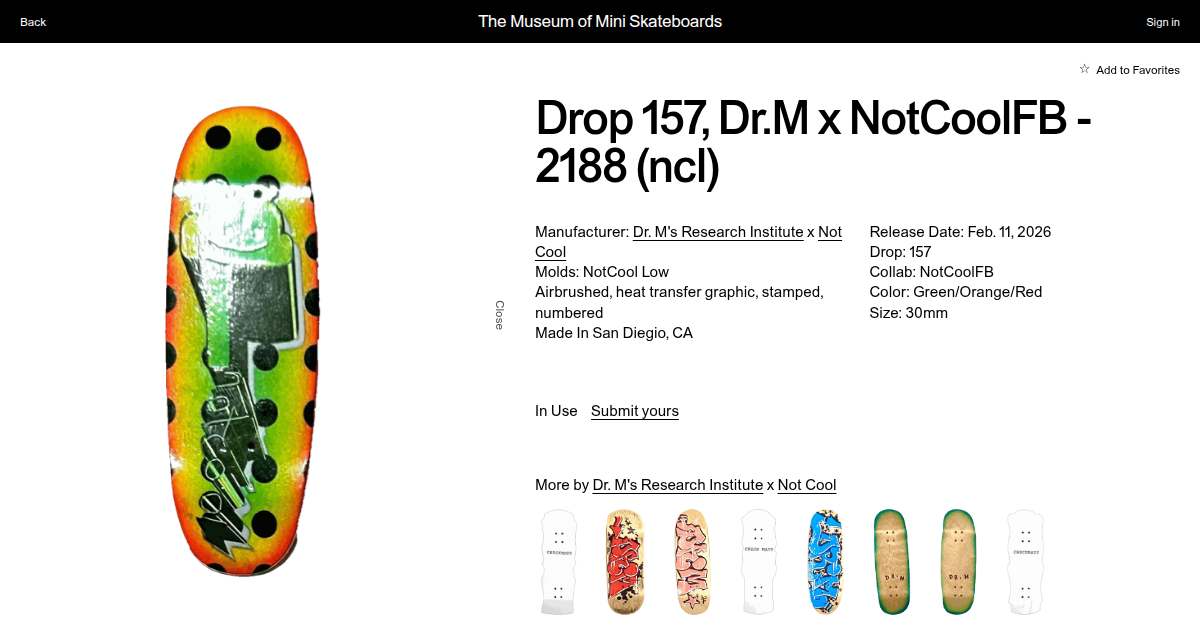 Back
The Museum of Mini Skateboards
Sign in
☆ Add to Favorites
Drop 157, Dr.M x NotCoolFB -
2188 (ncl)
Manufacturer: Dr. M's Research Institute x Not
Cool
Molds: NotCool Low
Airbrushed, heat transfer graphic, stamped,
numbered
Made In San Diegio, CA
Release Date: Feb. 11, 2026
Drop: 157
Collab: NotCoolFB
Color: Green/Orange/Red
Size: 30mm
Close
In Use
Submit yours
More by Dr. M's Research Institute x Not Cool
DR.M
DR.M